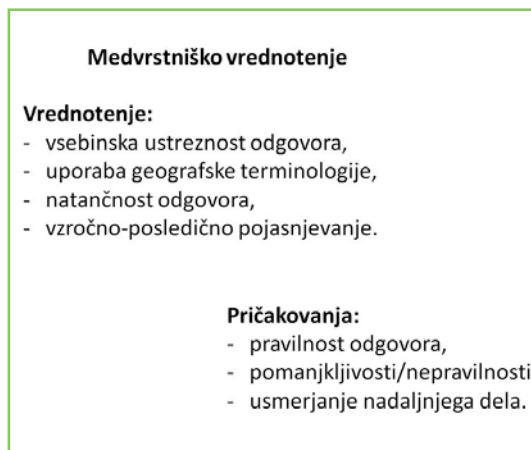 Medvrstniško vrednotenje
Vrednotenje:
- vsebinska ustreznost odgovora,
- uporaba geografske terminologije,
- natančnost odgovora,
- vzročno-posledično pojasnjevanje.
Pričakovanja:
- pravilnost odgovora,
- pomanjkljivosti/nepravilnosti
- usmerjanje nadaljnjega dela.